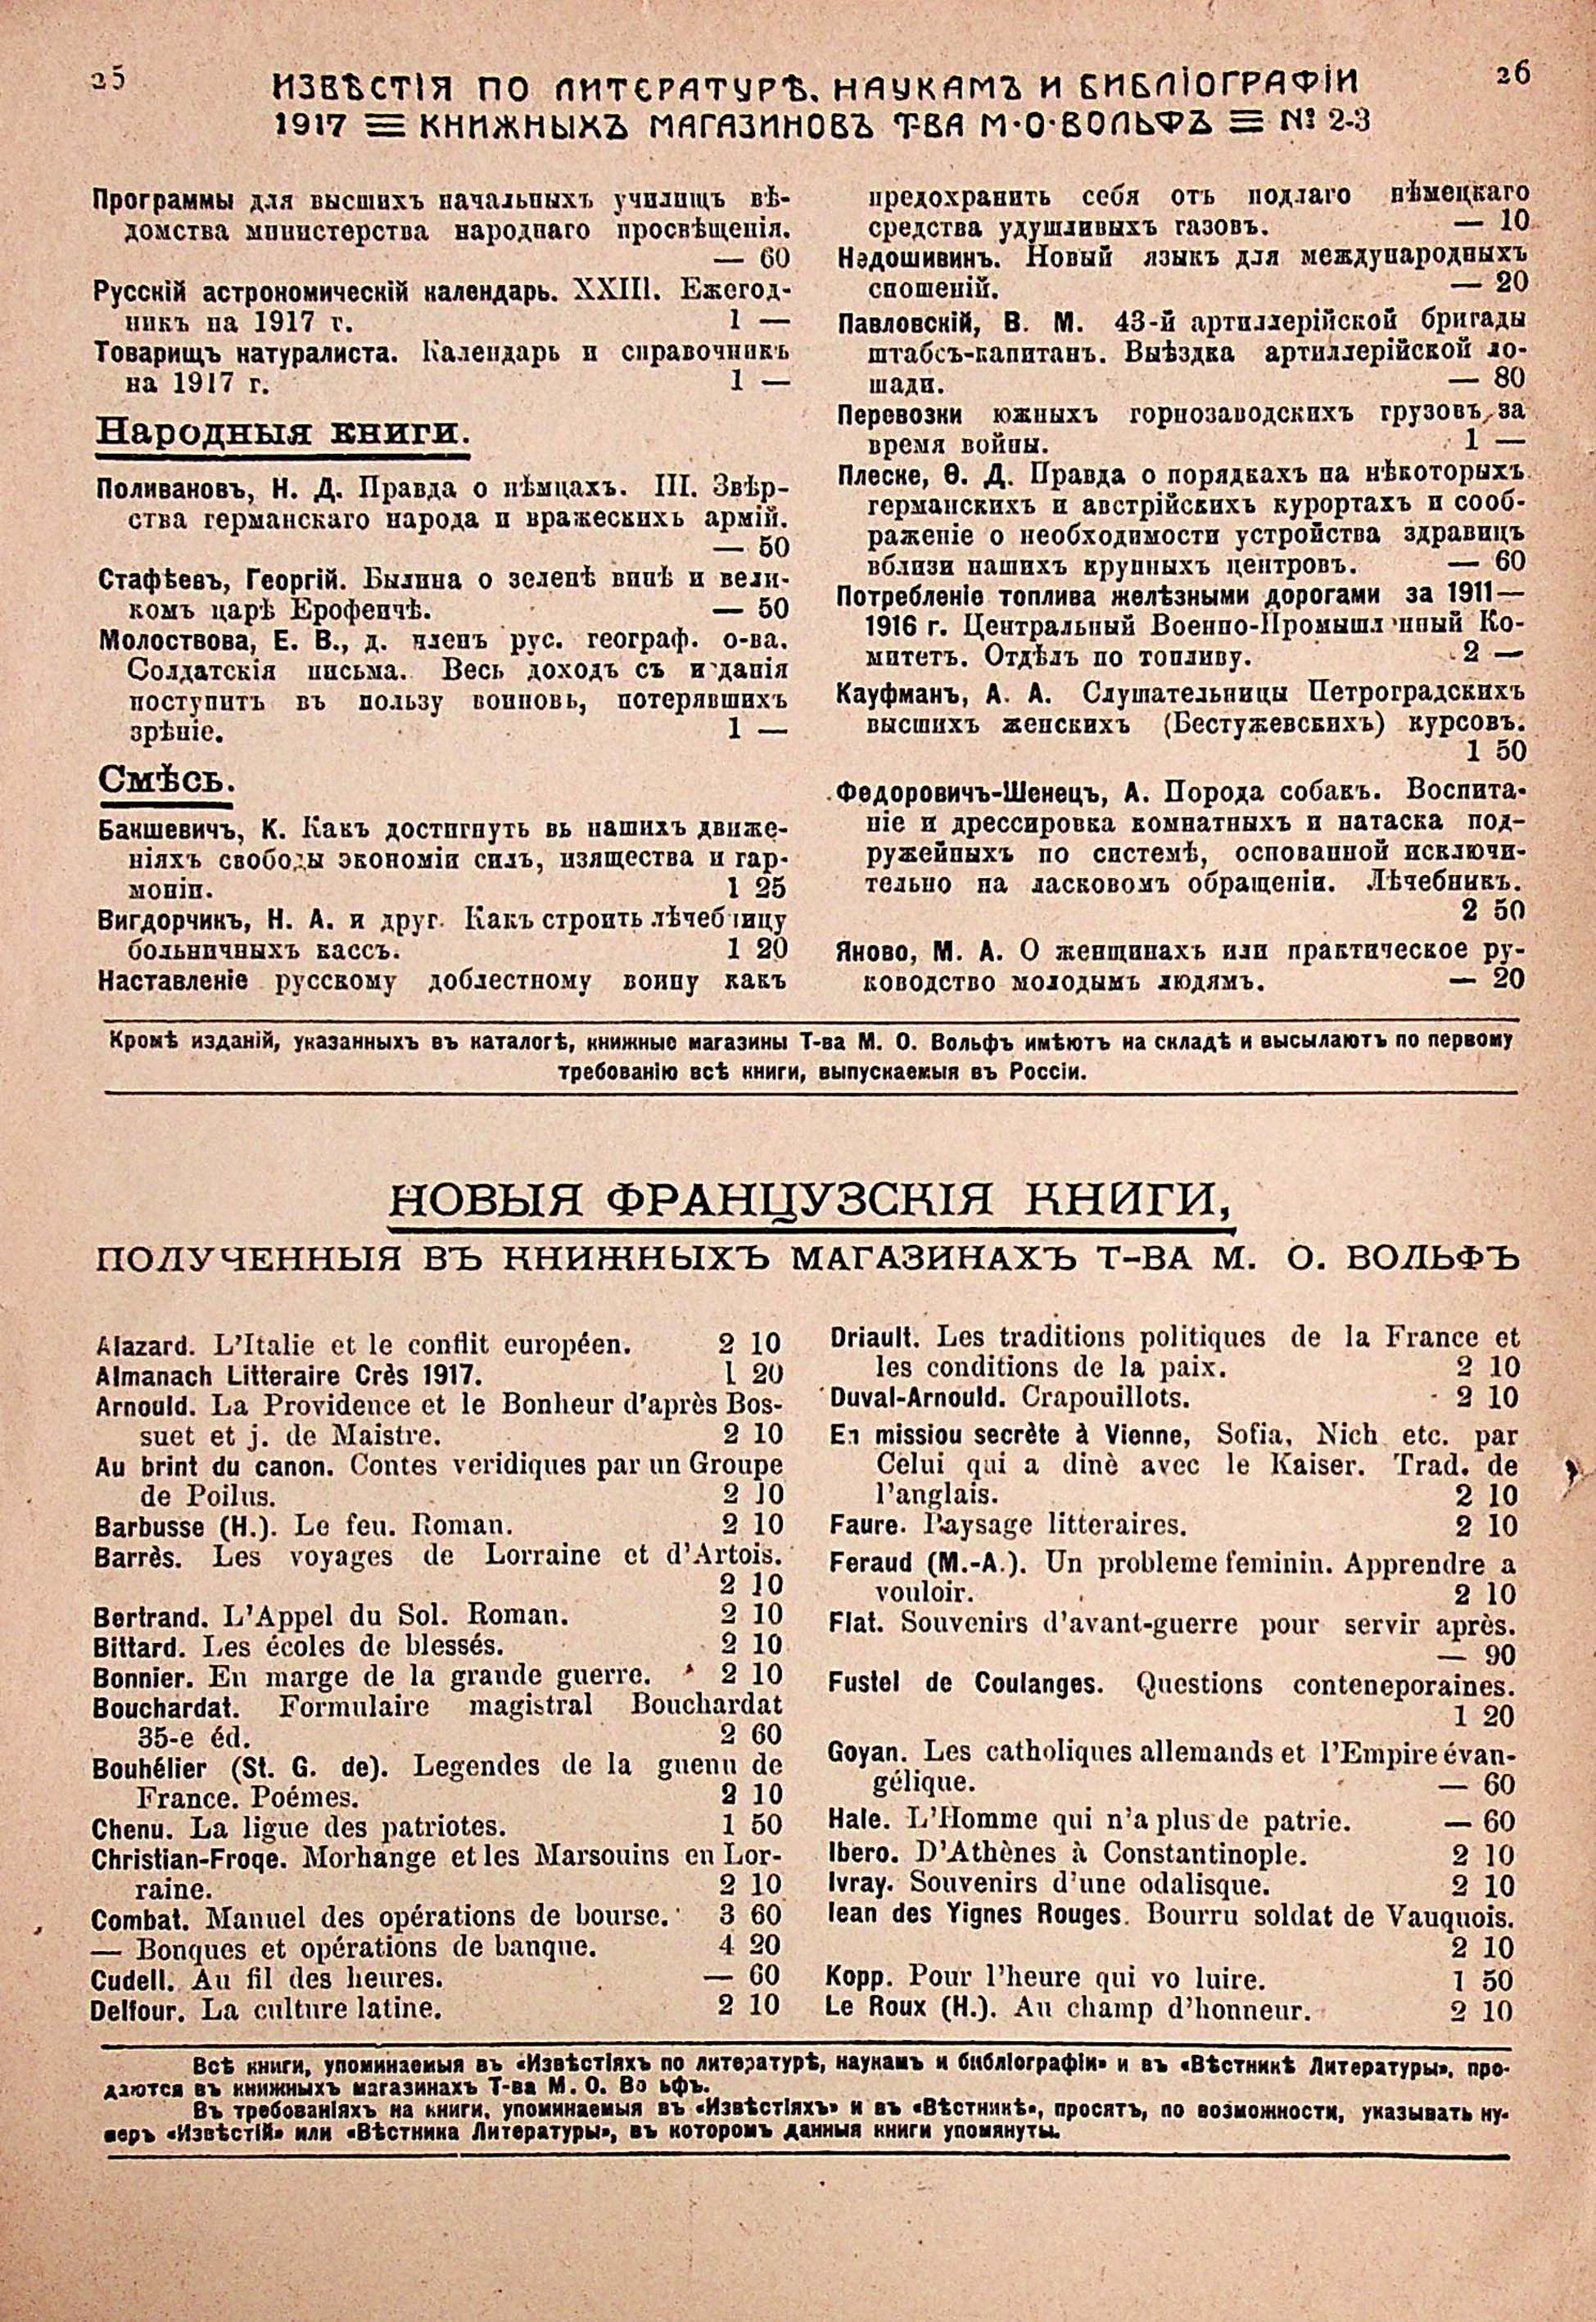 25
ИЗВѢСТІЯ ПО ЛИТЕРАТУРѢ, НАУКАМЪ И БИБЛІОГРАФІИ
26
1917 КНИЖНЫХЪ МАГАЗИНОВЪ Т-ВА М·О·ВОЛЬФЪ № 2-3
Программы для высшихъ начальныхъ училищъ вѣ-
домства министерства народнаго просвѣщенія.
— 60
Русскій астрономическій календарь. XXIII. Ежегод-
никъ на 1917 г. 1 —
Товарищъ натуралиста. Календарь и справочникъ
на 1917 г. 1 —
Народныя книги.
Поливановъ, Н. Д. Правда о нѣмцахъ. III. Звѣр-
ства германскаго народа и вражескихъ армій.
— 50
Стафѣевъ, Георгій. Былина о зеленѣ винѣ и вели-
комъ царѣ Ерофеичѣ. — 50
Молоствова, Е. В., д. членъ рус. географ. о-ва.
Солдатскія письма. Весь доходъ съ изданія
поступитъ въ пользу воиновъ, потерявшихъ
зрѣніе. 1 —
Смѣсь.
Бакшевичъ, К. Какъ достигнуть въ нашихъ движе-
ніяхъ свободы экономіи силъ, изящества и гар-
моніи. 1 25
Вигдорчикъ, Н. А. и друг. Какъ строить лѣчебницу
больничныхъ кассъ. 1 20
Наставленіе русскому доблестному воину какъ
предохранить себя отъ подлаго нѣмецкаго
средства удушливыхъ газовъ. — 10
Недошивинъ. Новый языкъ для международныхъ
сношеній. — 20
Павловскій, В. М. 43-й артиллерійской бригады
штабсъ-капитанъ. Выѣздка артиллерійской ло-
шади. — 80
Перевозки южныхъ горнозаводскихъ грузовъ за
время войны. 1 —
Плеске, Ѳ. Д. Правда о порядкахъ на нѣкоторыхъ
германскихъ и австрійскихъ курортахъ и сооб-
раженіе о необходимости устройства здравицъ
вблизи нашихъ крупныхъ центровъ. — 60
Потребленіе топлива желѣзными дорогами за 1911—
1916 г. Центральный Военно-Промышленный Ко-
митетъ. Отдѣлъ по топливу. 2 —
Кауфманъ, А. А. Слушательницы Петроградскихъ
высшихъ женскихъ (Бестужевскихъ) курсовъ.
1 50
Федоровичъ-Шенецъ, А. Порода собакъ. Воспита-
ніе и дрессировка комнатныхъ и натаска под-
ружейныхъ по системѣ, основанной исключи-
тельно на ласковомъ обращеніи. Лѣчебникъ.
2 50
Яново, М. А. О женщинахъ или практическое ру-
ководство молодымъ людямъ. — 20
Кромѣ изданій, указанныхъ въ каталогѣ, книжные магазины Т-ва М. О. Вольфъ имѣютъ на складѣ и высылаютъ по первому
требованію всѣ книги, выпускаемыя въ Россіи.
НОВЫЯ ФРАНЦУЗСКІЯ КНИГИ,
ПОЛУЧЕННЫЯ ВЪ КНИЖНЫХЪ МАГАЗИНАХЪ Т-ВА М. О. ВОЛЬФЪ
Alazard. L'Italie et le conflit européen. 2 10
Almanach Litteraire Crès 1917. 1 20
Arnould. La Providence et le Bonheur d'après Bos-
suet et j. de Maistre. 2 10
Au brint du canon. Contes veridiques par un Groupe
de Poilus. 2 10
Barbusse (H.). Le feu. Roman. 2 10
Barrès. Les voyages de Lorraine et d'Artois.
2 10
Bertrand. L'Appel du Sol. Roman. 2 10
Bittard. Les écoles de blessés. 2 10
Bonnier. En marge de la grande guerre. 2 10
Bouchardat. Formulaire magistral Bouchardat
35-e éd. 2 60
Bouhélier (St. G. de). Legendes de la guenu de
France. Poémes. 2 10
Chenu. La ligue des patriotes. 1 50
Christian-Froqe. Morhange et les Marsouins en Lor-
raine. 2 10
Combat. Manuel des opérations de bourse. 3 60
— Bonques et opérations de banque. 4 20
Cudell. Au fil des heures. — 60
Delfour. La culture latine. 2 10
Driault. Les traditions politiques de la France et
les conditions de la paix. 2 10
Duval-Arnould. Crapouillots. 2 10
En missiou secrète à Vienne, Sofia, Nich etc. par
Celui qui a dinè avec le Kaiser. Trad. de
l'anglais. 2 10
Faure. Paysage litteraires. 2 10
Feraud (M.-A.). Un probleme feminin. Apprendre a
vouloir. 2 10
Flat. Souvenirs d'avant-guerre pour servir après.
— 90
Fustel de Coulanges. Questions conteneporaines.
1 20
Goyan. Les catholiques allemands et l'Empire évan-
gélique. — 60
Hale. L'Homme qui n'a plus de patrie. — 60
Ibero. D'Athènes à Constantinople. 2 10
Ivray. Souvenirs d'une odalisque. 2 10
Iean des Yignes Rouges. Bourru soldat de Vauquois.
2 10
Kopp. Pour l'heure qui vo luire. 1 50
Le Roux (H.). Au champ d'honneur. 2 10
Всѣ книги, упоминаемыя въ «Извѣстіяхъ по литературѣ, наукамъ и библіографіи» и въ «Вѣстникѣ Литературы», про-
даются въ книжныхъ магазинахъ Т-ва М. О. Во ьфъ.
Въ требованіяхъ на книги, упоминаемыя въ «Извѣстіяхъ» и въ «Вѣстникѣ», просятъ, по возможности, указывать ну-
меръ «Извѣстій» или «Вѣстника Литературы», въ которомъ данныя книги упомянуты.